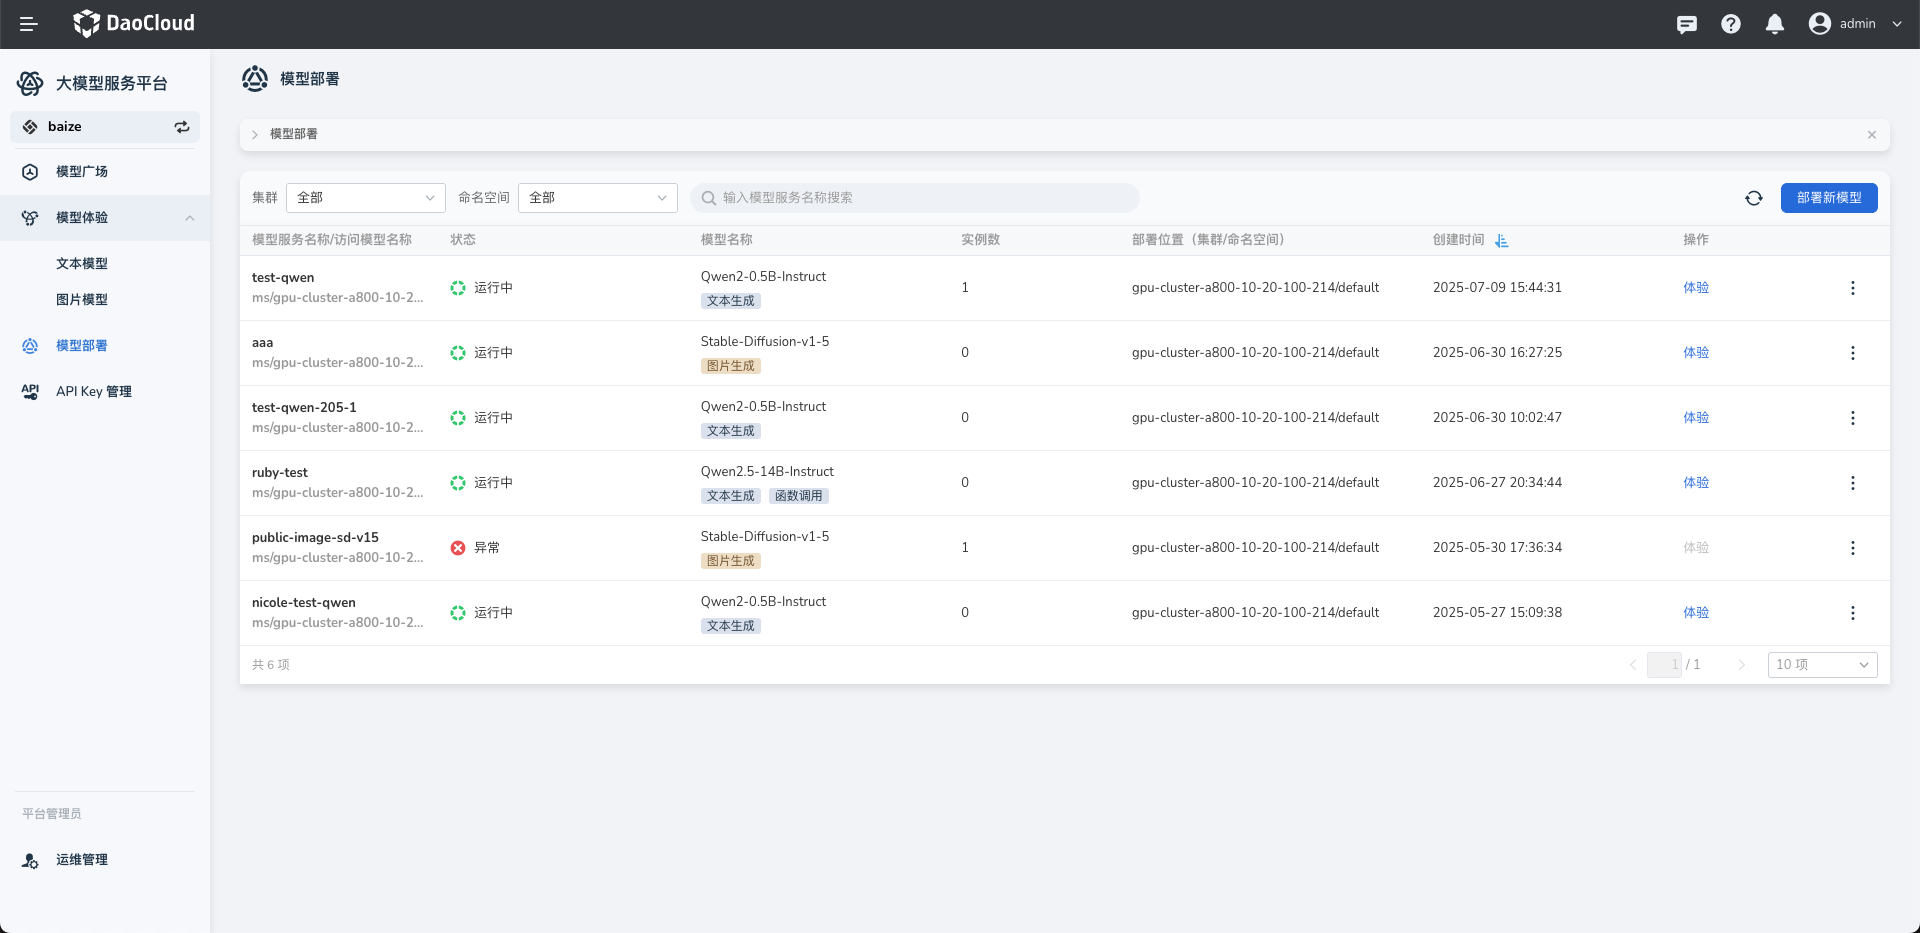 DaoCloud
admin
大模型服务平台
baize
模型广场
模型体验
文本模型
图片模型
模型部署
API Key 管理
平台管理员
运维管理
模型部署
模型部署
集群 全部 命名空间 全部 输入模型服务名称搜索 部署新模型
模型服务名称/访问模型名称 状态 模型名称 实例数 部署位置（集群/命名空间） 创建时间 操作
test-qwen
ms/gpu-cluster-a800-10-2...
运行中
Qwen2-0.5B-Instruct
文本生成
1
gpu-cluster-a800-10-20-100-214/default
2025-07-09 15:44:31
体验
aaa
ms/gpu-cluster-a800-10-2...
运行中
Stable-Diffusion-v1-5
图片生成
0
gpu-cluster-a800-10-20-100-214/default
2025-06-30 16:27:25
体验
test-qwen-205-1
ms/gpu-cluster-a800-10-2...
运行中
Qwen2-0.5B-Instruct
文本生成
0
gpu-cluster-a800-10-20-100-214/default
2025-06-30 10:02:47
体验
ruby-test
ms/gpu-cluster-a800-10-2...
运行中
Qwen2.5-14B-Instruct
文本生成 函数调用
0
gpu-cluster-a800-10-20-100-214/default
2025-06-27 20:34:44
体验
public-image-sd-v15
ms/gpu-cluster-a800-10-2...
异常
Stable-Diffusion-v1-5
图片生成
1
gpu-cluster-a800-10-20-100-214/default
2025-05-30 17:36:34
体验
nicole-test-qwen
ms/gpu-cluster-a800-10-2...
运行中
Qwen2-0.5B-Instruct
文本生成
0
gpu-cluster-a800-10-20-100-214/default
2025-05-27 15:09:38
体验
共 6 项
1 / 1
10 项